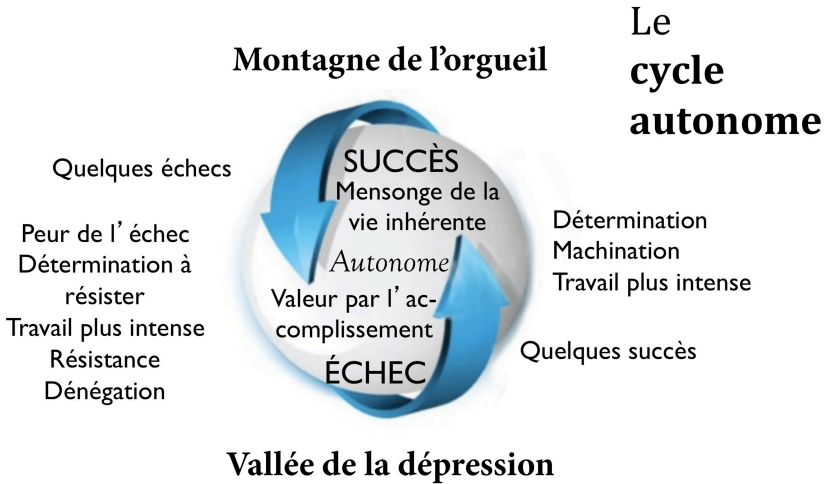 Le
cycle
autonome
Montagne de l’orgueil
Quelques échecs
Peur de l’échec
Détermination à
résister
Travail plus intense
Résistance
Dénégation
SUCCÈS
Mensonge de la
vie inhérente
Autonome
Valeur par l’ac-
complissement
ÉCHEC
Détermination
Machination
Travail plus intense
Quelques succès
Vallée de la dépression